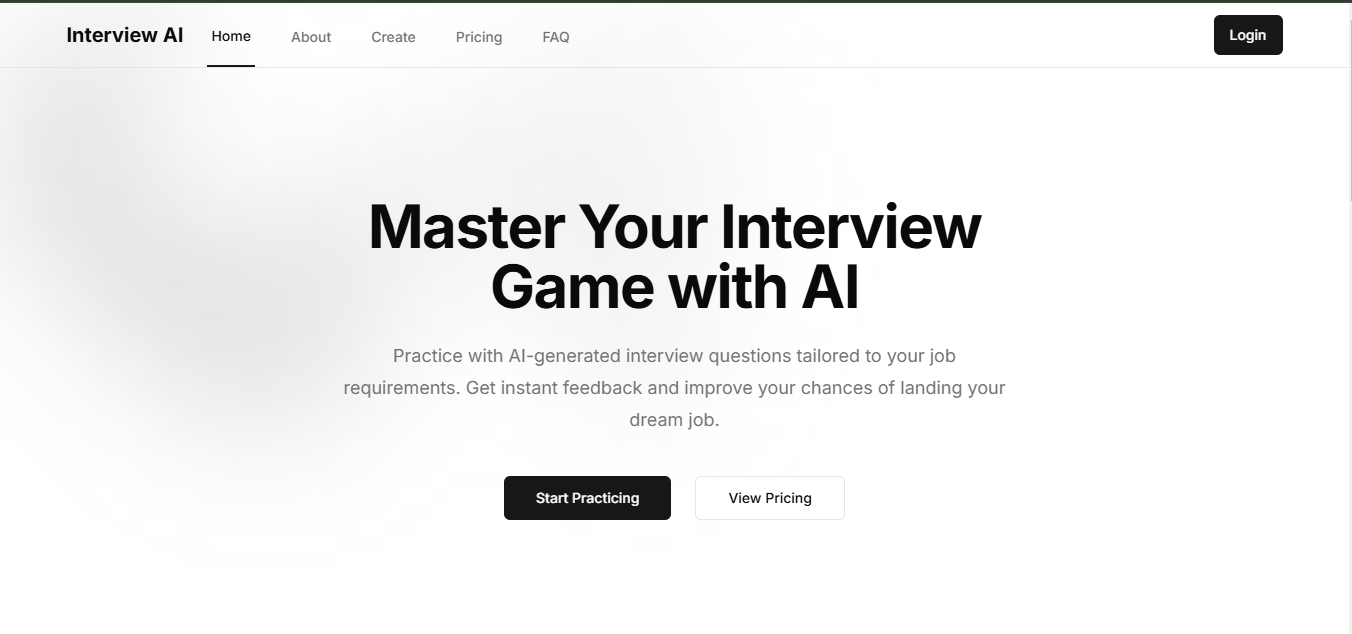 Interview AI
Home
About
Create
Pricing
FAQ
Login
Master Your Interview
Game with AI
Practice with AI-generated interview questions tailored to your job
requirements. Get instant feedback and improve your chances of landing your
dream job.
Start Practicing
View Pricing